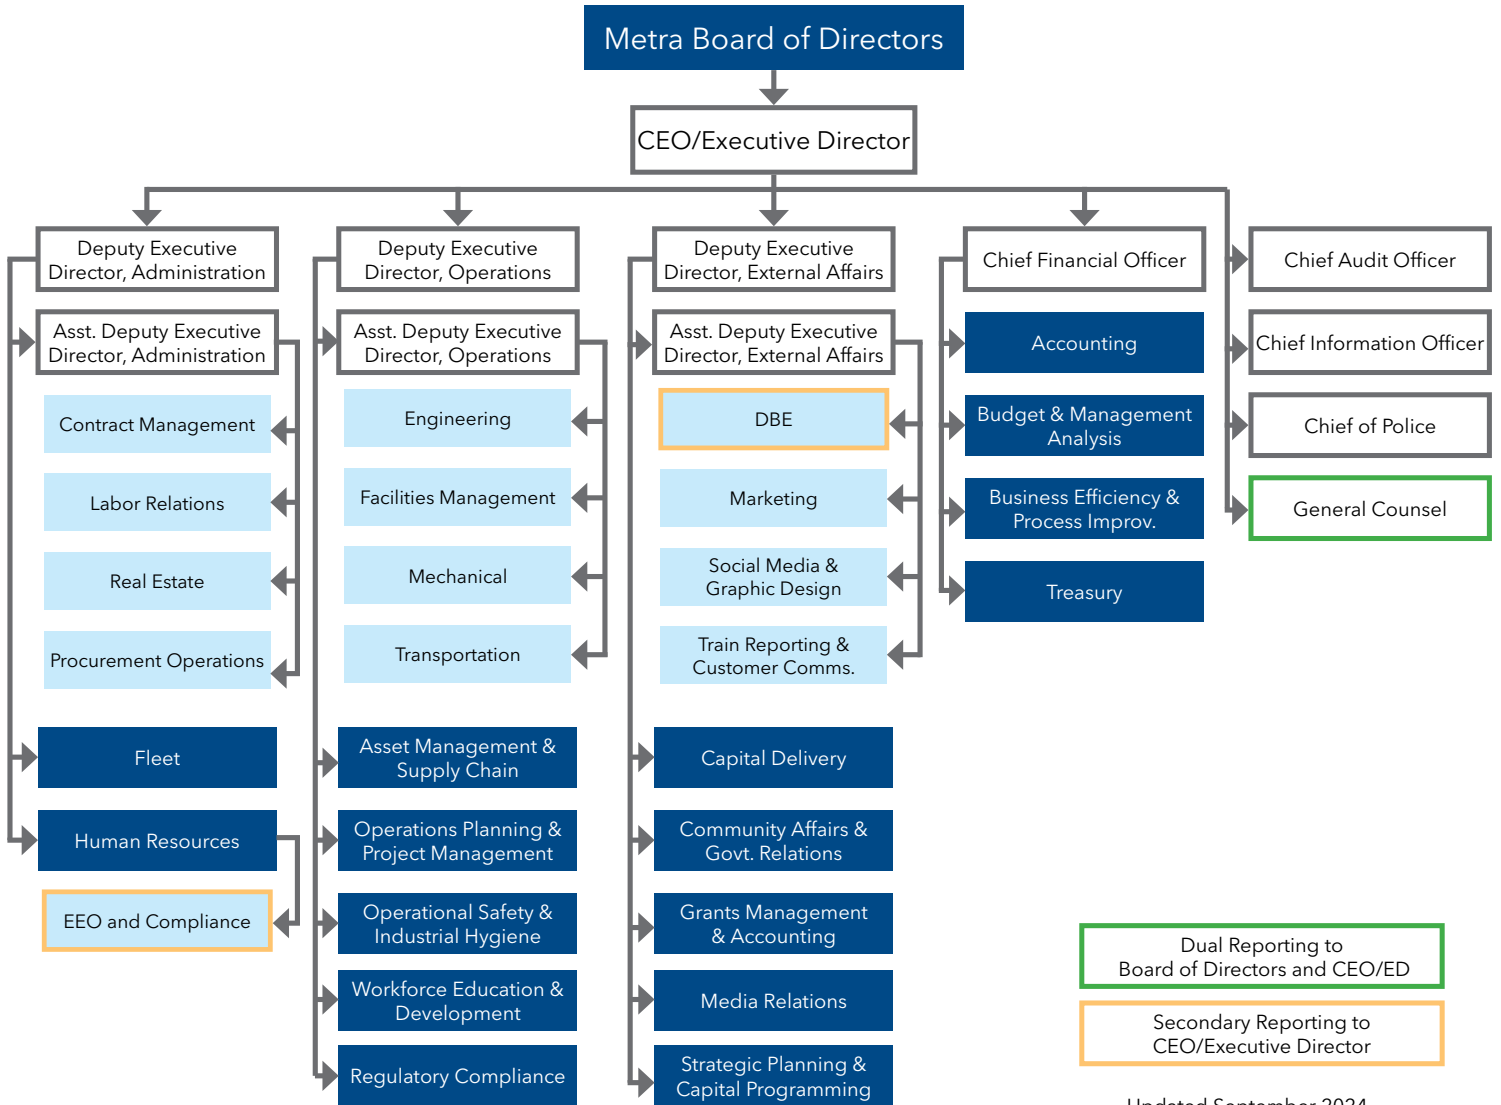 Metra Board of Directors
CEO/Executive Director
Deputy Executive
Director, Administration
Asst. Deputy Executive
Director, Administration
Contract Management
Labor Relations
Real Estate
Procurement Operations
Fleet
Human Resources
EEO and Compliance
Deputy Executive
Director, Operations
Asst. Deputy Executive
Director, Operations
Engineering
Facilities Management
Mechanical
Transportation
Asset Management &
Supply Chain
Operations Planning &
Project Management
Operational Safety &
Industrial Hygiene
Workforce Education &
Development
Regulatory Compliance
Deputy Executive
Director, External Affairs
Asst. Deputy Executive
Director, External Affairs
DBE
Marketing
Social Media &
Graphic Design
Train Reporting &
Customer Comms.
Capital Delivery
Community Affairs &
Govt. Relations
Grants Management
& Accounting
Media Relations
Strategic Planning &
Capital Programming
Chief Financial Officer
Accounting
Budget & Management
Analysis
Business Efficiency &
Process Improv.
Treasury
Chief Audit Officer
Chief Information Officer
Chief of Police
General Counsel
Dual Reporting to
Board of Directors and CEO/ED
Secondary Reporting to
CEO/Executive Director
Updated September 2024